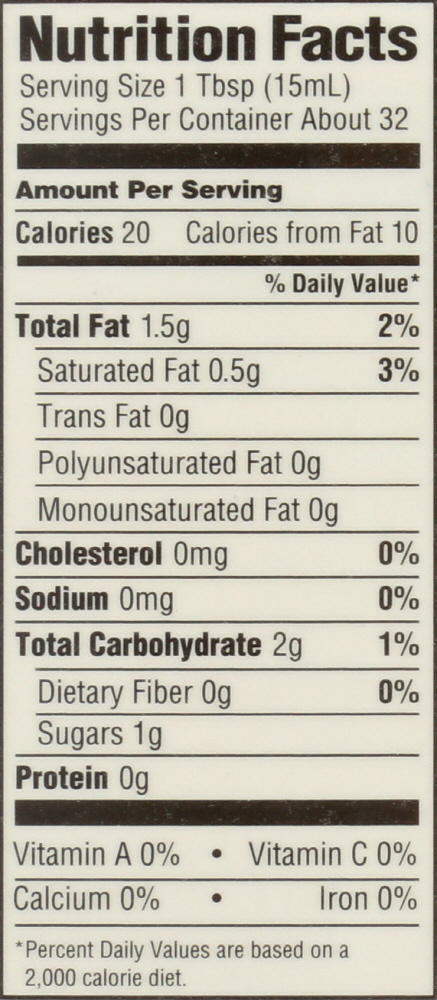 Nutrition Facts
Serving Size 1 Tbsp (15mL)
Servings Per Container About 32
Amount Per Serving
Calories 20 Calories from Fat 10
% Daily Value*
Total Fat 1.5g 2%
Saturated Fat 0.5g 3%
Trans Fat 0g
Polyunsaturated Fat 0g
Monounsaturated Fat 0g
Cholesterol 0mg 0%
Sodium 0mg 0%
Total Carbohydrate 2g 1%
Dietary Fiber 0g 0%
Sugars 1g
Protein 0g
Vitamin A 0% • Vitamin C 0%
Calcium 0% • Iron 0%
*Percent Daily Values are based on a
2,000 calorie diet.